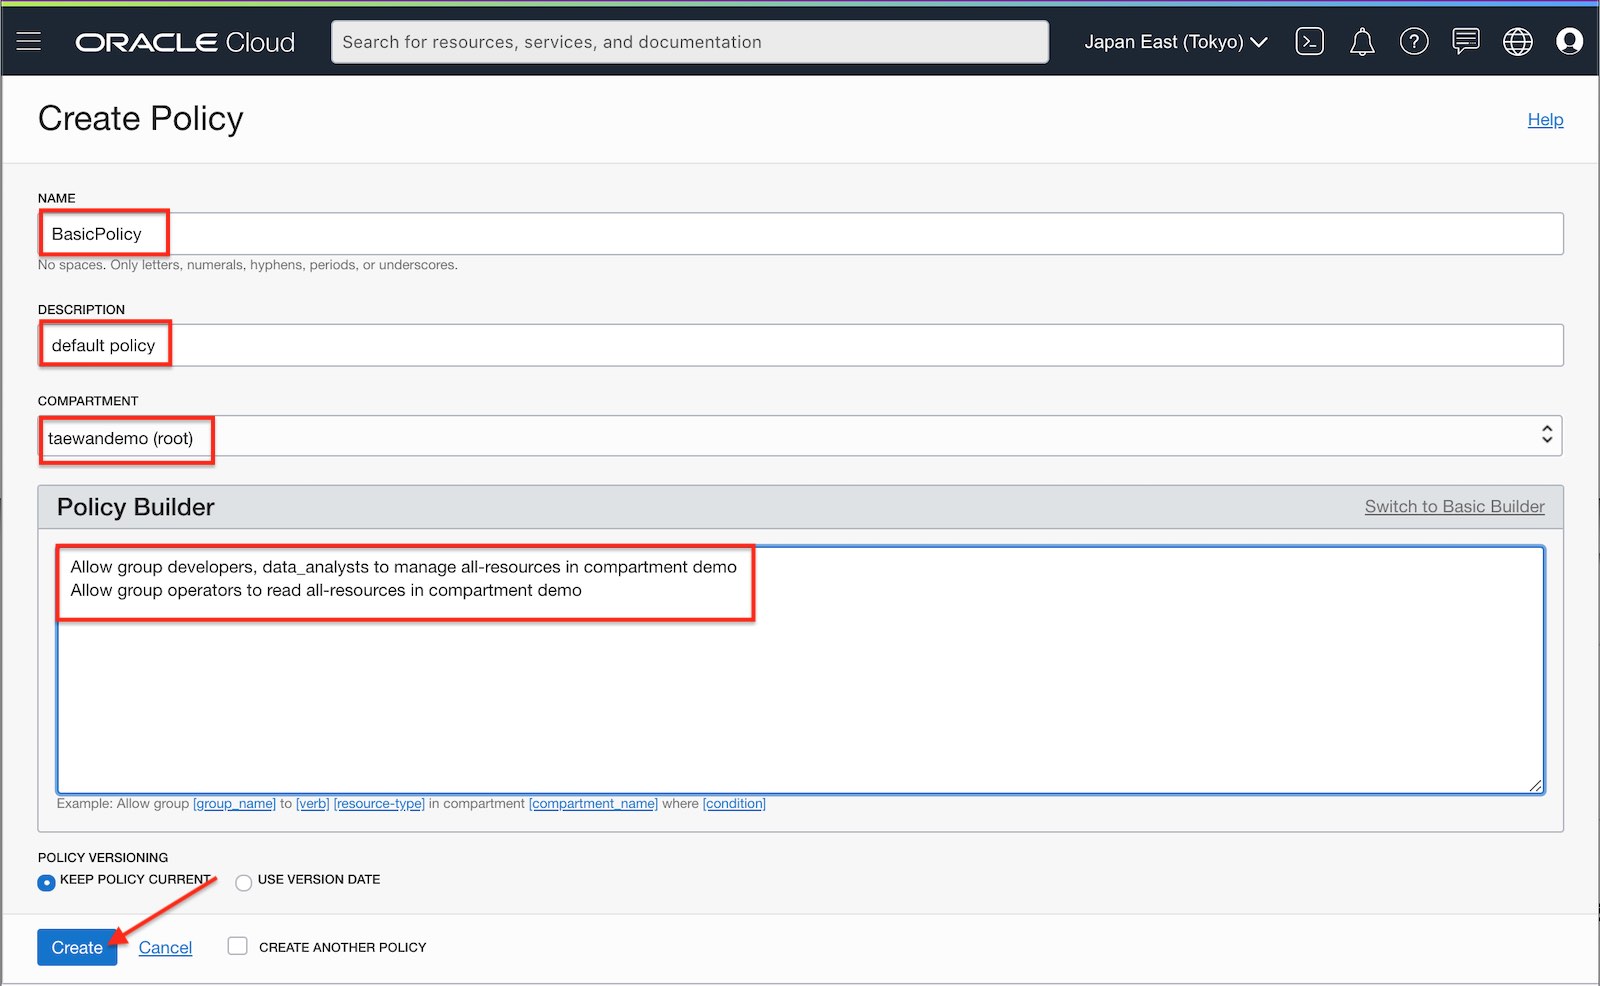 ORACLE Cloud
Search for resources, services, and documentation
Japan East (Tokyo)
Create Policy
Help
NAME
BasicPolicy
No spaces. Only letters, numerals, hyphens, periods, or underscores.
DESCRIPTION
default policy
COMPARTMENT
taewandemo (root)
Policy Builder
Switch to Basic Builder
Allow group developers, data_analysts to manage all-resources in compartment demo
Allow group operators to read all-resources in compartment demo
Example: Allow group [group_name] to [verb] [resource-type] in compartment [compartment_name] where [condition]
POLICY VERSIONING
KEEP POLICY CURRENT
USE VERSION DATE
Create
Cancel
CREATE ANOTHER POLICY